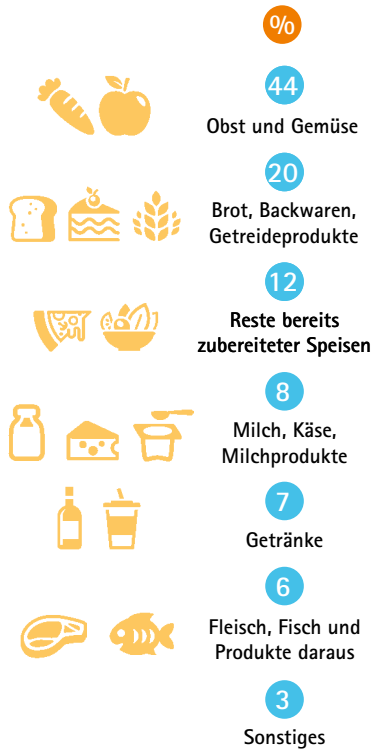 %
44
Obst und Gemüse
20
Brot, Backwaren,
Getreideprodukte
12
Reste bereits
zubereiteter Speisen
8
Milch, Käse,
Milchprodukte
7
Getränke
6
Fleisch, Fisch und
Produkte daraus
3
Sonstiges